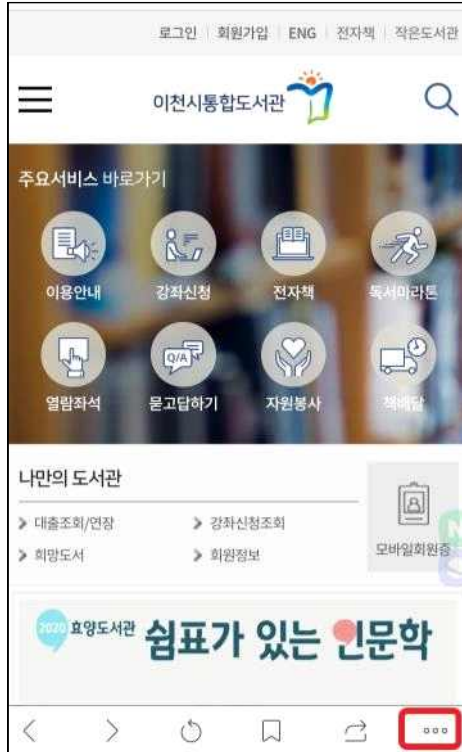 로그인 회원가입 ENG 전자책 작은도서관
이천시통합도서관
주요서비스 바로가기
이용안내 강좌신청 전자책 독서마라톤
Q/A
열람좌석 묻고답하기 자원봉사 책배달
나만의 도서관
대출조회/연장 강좌신청조회
희망도서 회원정보
모바일회원증
2020 효양도서관 쉼표가 있는 인문학